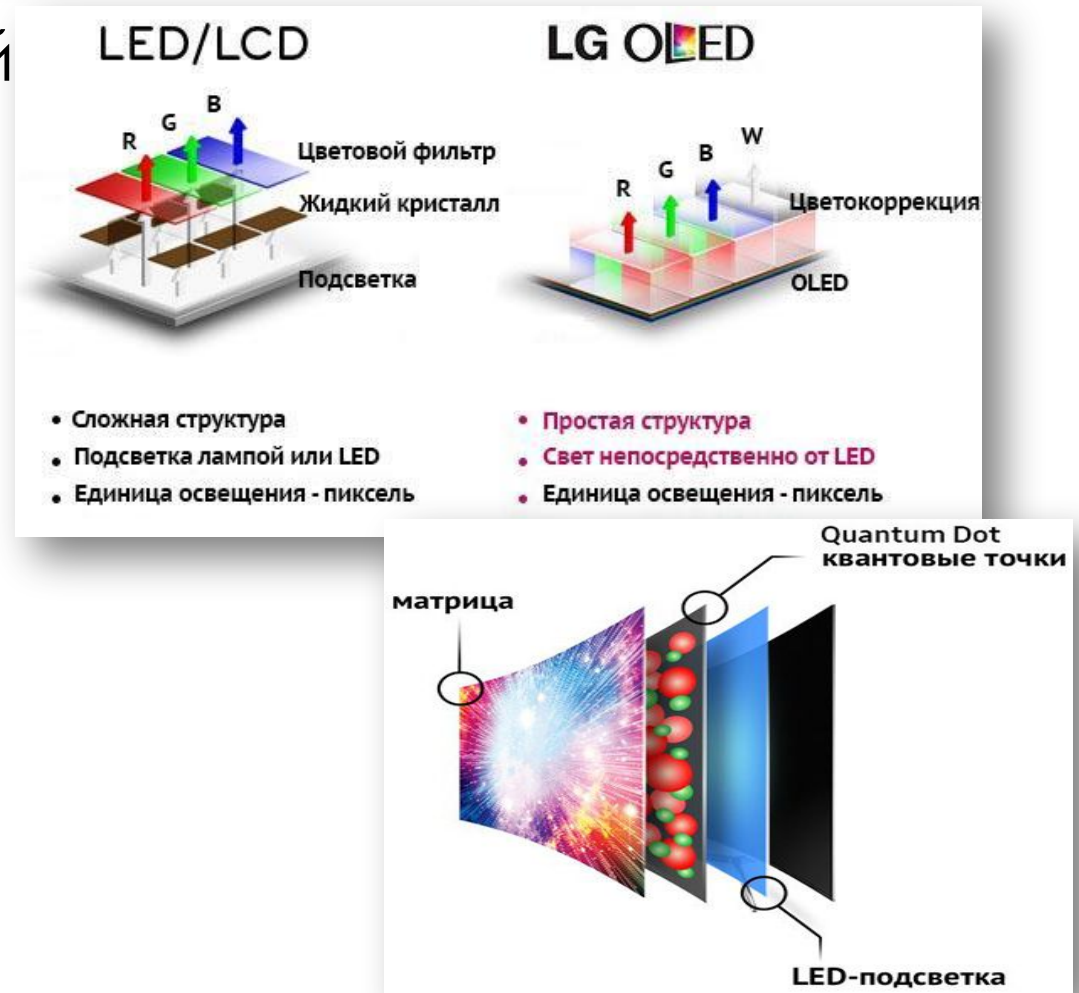 й
LED/LCD
R
G
B
Цветовой фильтр
Жидкий кристалл
Подсветка
• Сложная структура
• Подсветка лампой или LED
• Единица освещения - пиксель
LG OLED
R
G
B
W
Цветокоррекция
OLED
• Простая структура
• Свет непосредственно от LED
• Единица освещения - пиксель
Quantum Dot
квантовые точки
матрица
LED-подсветка